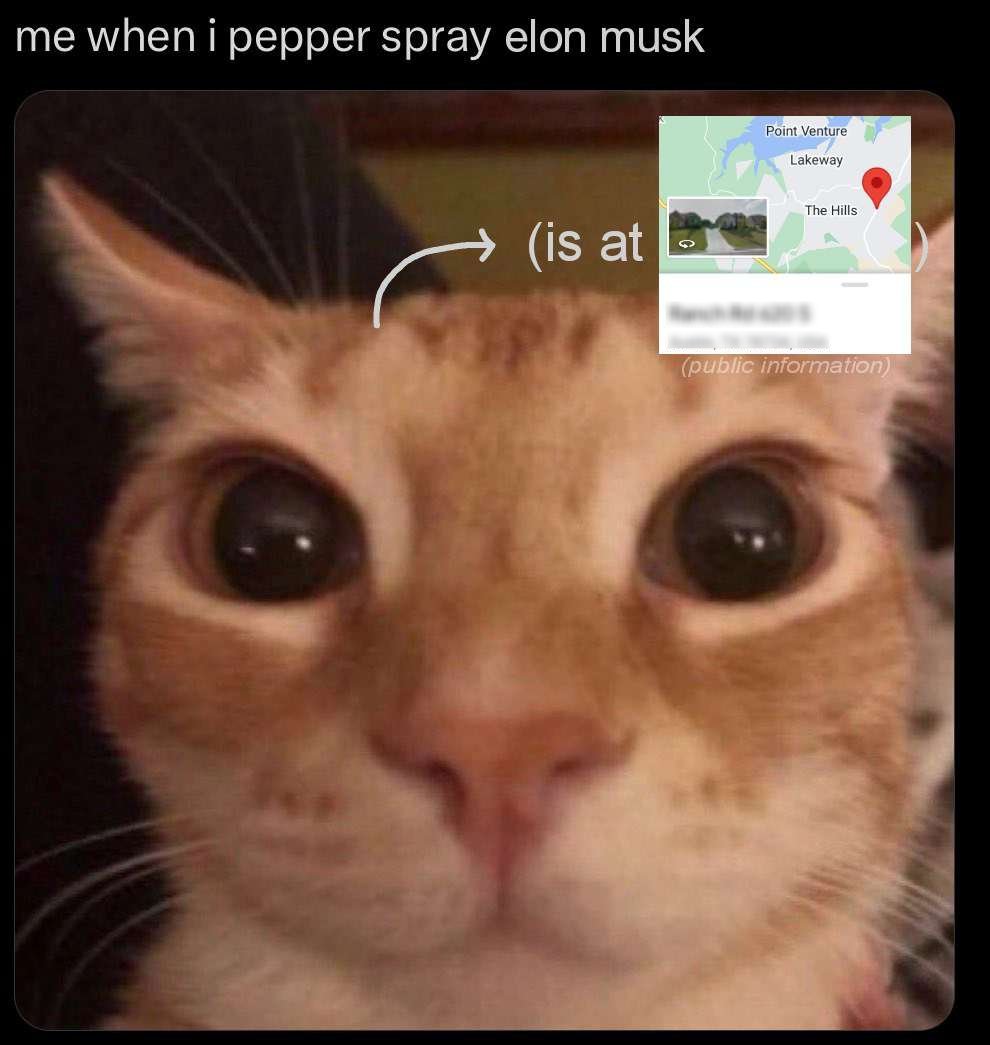 me when i pepper spray elon musk
Point Venture
Lakeway
The Hills
(is at )
(public information)